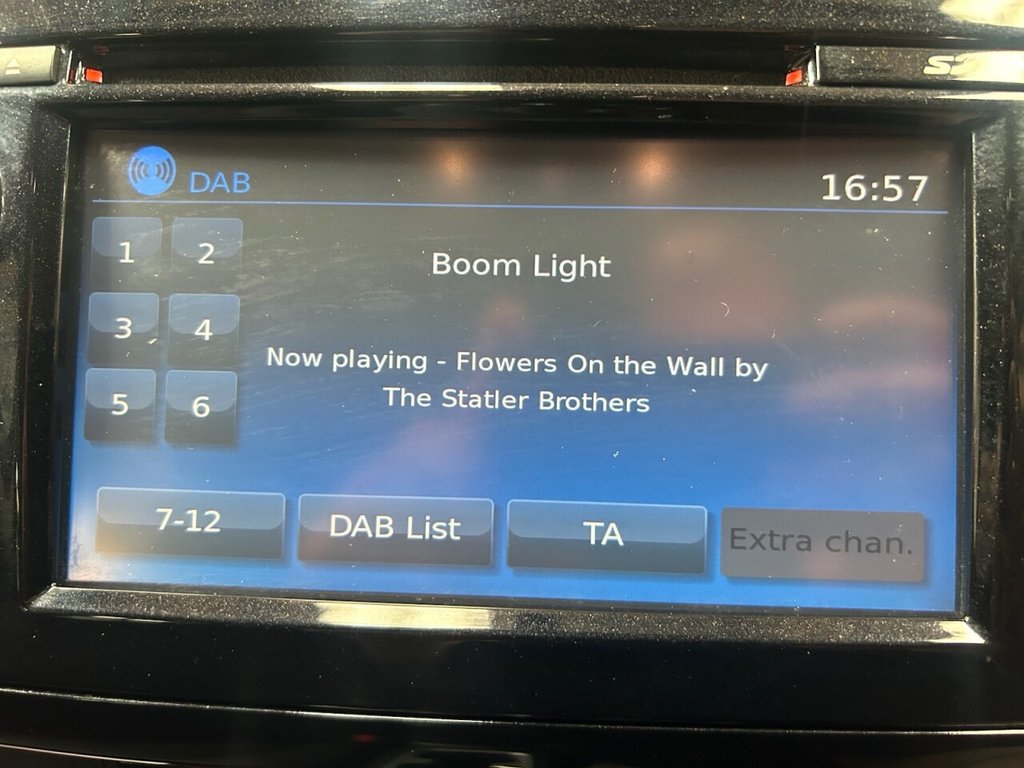 DAB
16:57
1 2
Boom Light
3 4
Now playing - Flowers On the Wall by
The Statler Brothers
5 6
7-12 DAB List TA Extra chan.